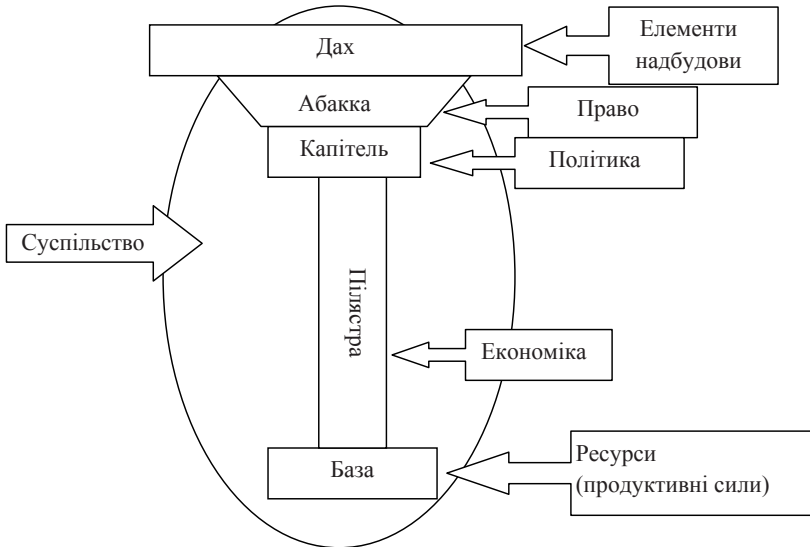 Дах
Елементи
надбудови
Абакка
Право
Капітель
Політика
Суспільство
Пілястра
Економіка
База
Ресурси
(продуктивні сили)